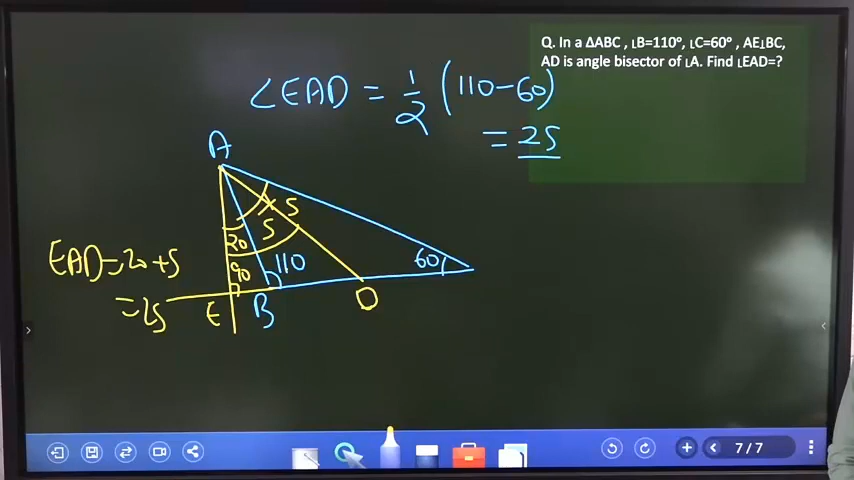 Q. In a ΔABC , ∟B=110°, ∟C=60° , AE⊥BC,
AD is angle bisector of ∟A. Find ∟EAD=?
∠EAD = 1/2 (110-60)
= 25
A
5
5
20
EAD = 20+5
= 25
90
110
60
E
B
D
7/7